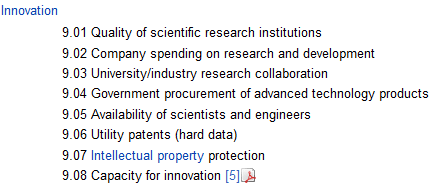 Innovation
9.01 Quality of scientific research institutions
9.02 Company spending on research and development
9.03 University/industry research collaboration
9.04 Government procurement of advanced technology products
9.05 Availability of scientists and engineers
9.06 Utility patents (hard data)
9.07 Intellectual property protection
9.08 Capacity for innovation [5]